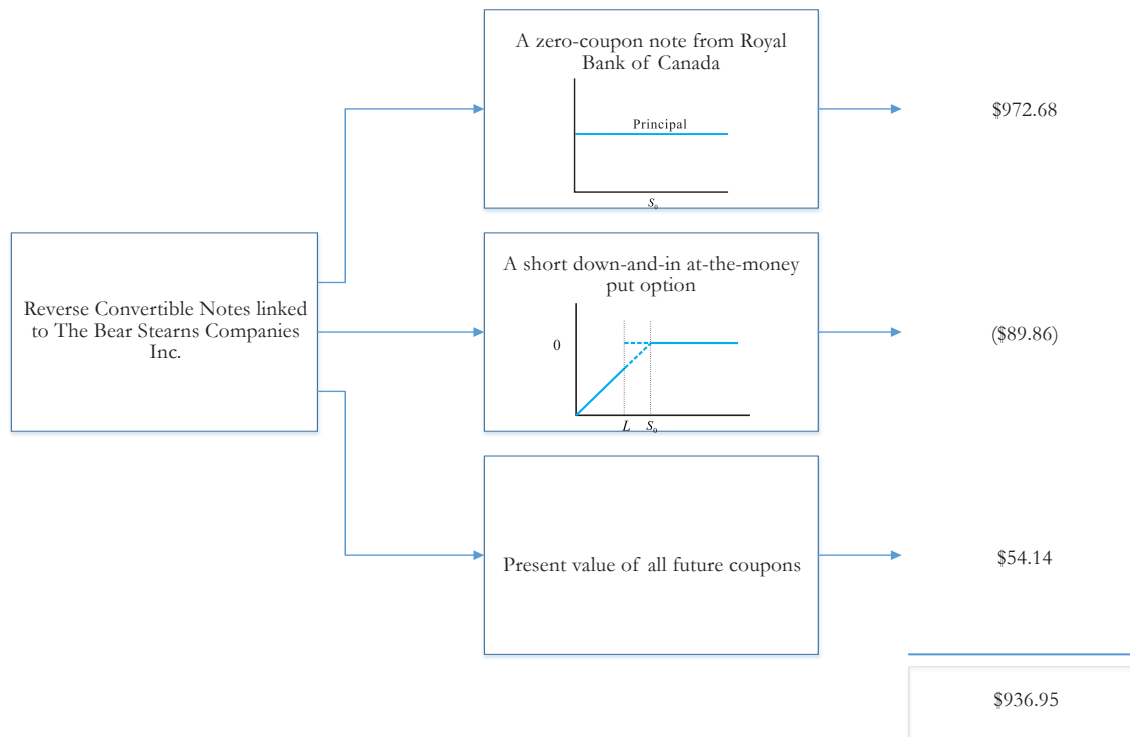 A zero-coupon note from Royal
Bank of Canada
Principal
S₀
$972.68
Reverse Convertible Notes linked
to The Bear Stearns Companies
Inc.
A short down-and-in at-the-money
put option
0
L S₀
($89.86)
Present value of all future coupons
$54.14
$936.95